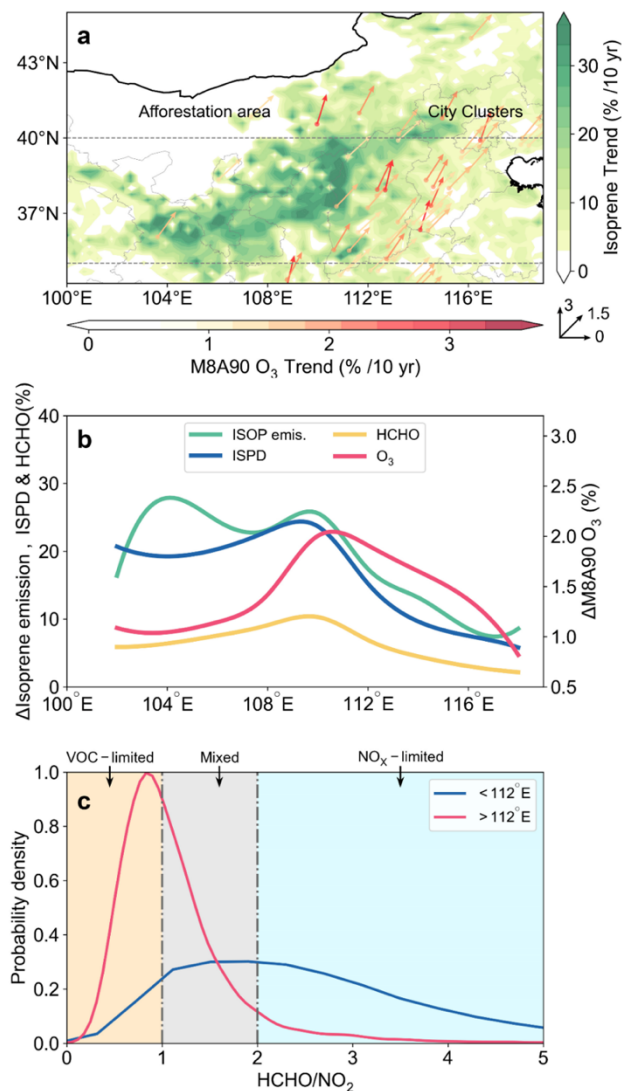 a
Afforestation area
City Clusters
43°N
40°N
37°N
100°E
104°E
108°E
112°E
116°E
30
20
10
0
Isoprene Trend (% /10 yr)
0
1
2
3
M8A90 O₃ Trend (% /10 yr)
3
1.5
0
b
ISOP emis.
HCHO
ISPD
O₃
40
30
20
10
0
ΔIsoprene emission , ISPD & HCHO(%)
3.0
2.5
2.0
1.5
1.0
0.5
ΔM8A90 O₃ (%)
100°E
104°E
108°E
112°E
116°E
VOC–limited
Mixed
NOₓ–limited
c
< 112°E
> 112°E
1.0
0.8
0.6
0.4
0.2
0.0
Probability density
0
1
2
3
4
5
HCHO/NO₂